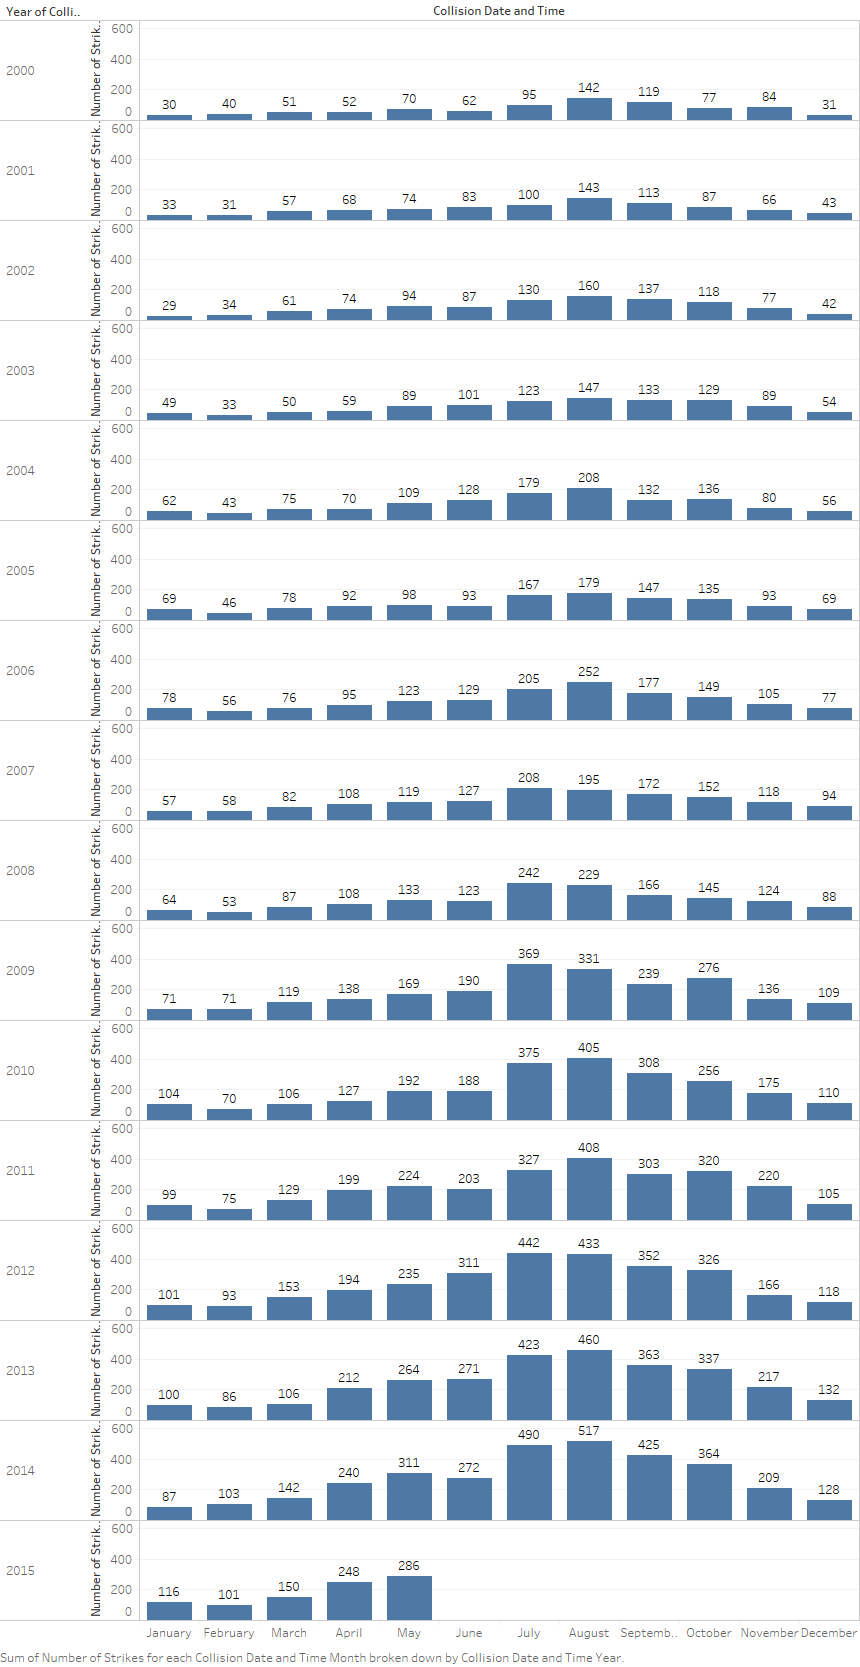 Year of Colli.. Collision Date and Time
2000 Number of Strik.. 600 400 200 0
30 40 51 52 70 62 95 142 119 77 84 31
2001 Number of Strik.. 600 400 200 0
33 31 57 68 74 83 100 143 113 87 66 43
2002 Number of Strik.. 600 400 200 0
29 34 61 74 94 87 130 160 137 118 77 42
2003 Number of Strik.. 600 400 200 0
49 33 50 59 89 101 123 147 133 129 89 54
2004 Number of Strik.. 600 400 200 0
62 43 75 70 109 128 179 208 132 136 80 56
2005 Number of Strik.. 600 400 200 0
69 46 78 92 98 93 167 179 147 135 93 69
2006 Number of Strik.. 600 400 200 0
78 56 76 95 123 129 205 252 177 149 105 77
2007 Number of Strik.. 600 400 200 0
57 58 82 108 119 127 208 195 172 152 118 94
2008 Number of Strik.. 600 400 200 0
64 53 87 108 133 123 242 229 166 145 124 88
2009 Number of Strik.. 600 400 200 0
71 71 119 138 169 190 369 331 239 276 136 109
2010 Number of Strik.. 600 400 200 0
104 70 106 127 192 188 375 405 308 256 175 110
2011 Number of Strik.. 600 400 200 0
99 75 129 199 224 203 327 408 303 320 220 105
2012 Number of Strik.. 600 400 200 0
101 93 153 194 235 311 442 433 352 326 166 118
2013 Number of Strik.. 600 400 200 0
100 86 106 212 264 271 423 460 363 337 217 132
2014 Number of Strik.. 600 400 200 0
87 103 142 240 311 272 490 517 425 364 209 128
2015 Number of Strik.. 600 400 200 0
116 101 150 248 286
January February March April May June July August Septemb.. October November December
Sum of Number of Strikes for each Collision Date and Time Month broken down by Collision Date and Time Year.